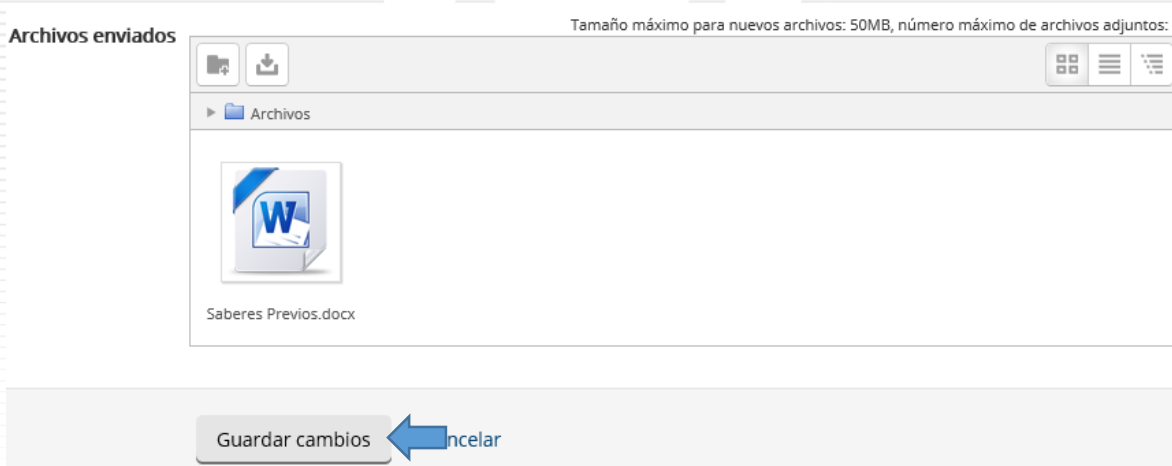 Tamaño máximo para nuevos archivos: 50MB, número máximo de archivos adjuntos:
Archivos enviados
Archivos
W
Saberes Previos.docx
Guardar cambios ncelar